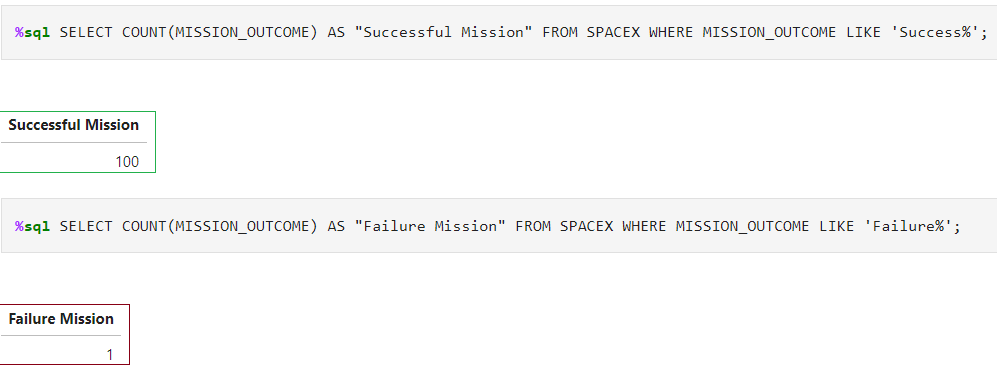 %sql SELECT COUNT(MISSION_OUTCOME) AS "Successful Mission" FROM SPACEX WHERE MISSION_OUTCOME LIKE 'Success%';
Successful Mission
100
%sql SELECT COUNT(MISSION_OUTCOME) AS "Failure Mission" FROM SPACEX WHERE MISSION_OUTCOME LIKE 'Failure%';
Failure Mission
1